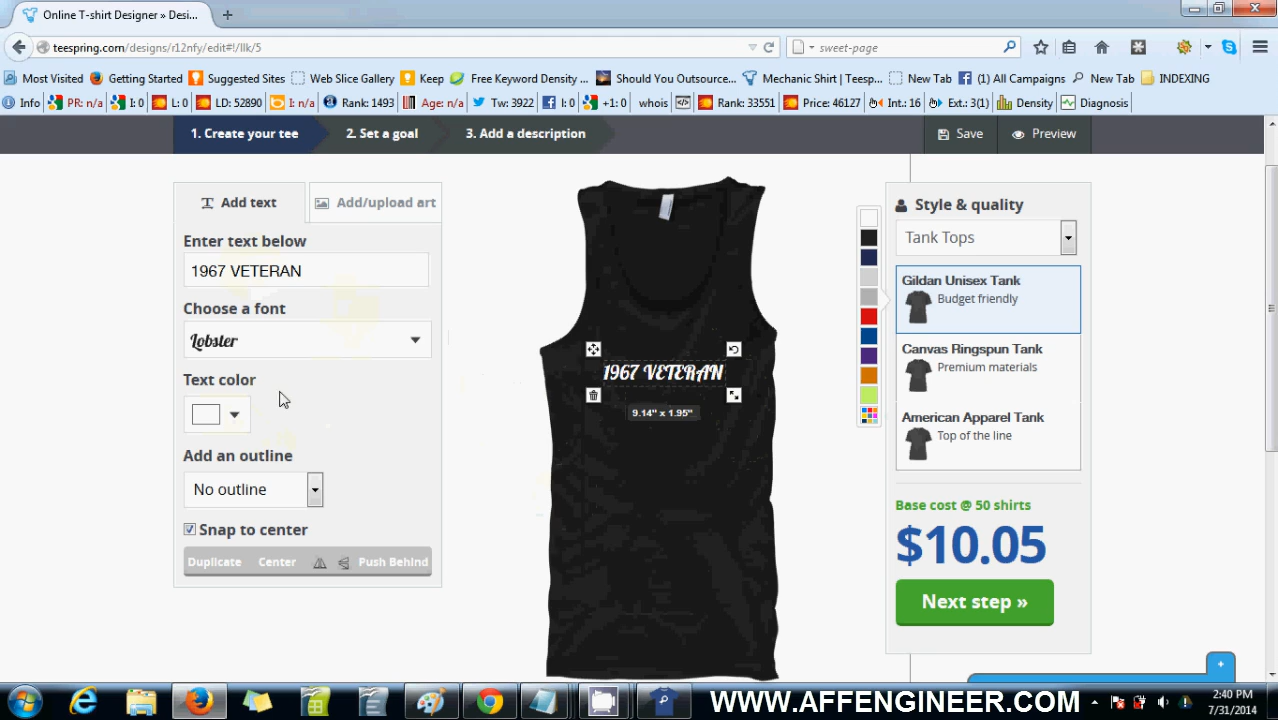 Online T-shirt Designer » Desi...
teespring.com/designs/r12nfy/edit#!/llk/5
sweet-page
Most Visited
Getting Started
Suggested Sites
Web Slice Gallery
Keep
Free Keyword Density ...
Should You Outsource...
Mechanic Shirt | Teesp...
New Tab
(1) All Campaigns
New Tab
INDEXING
Info
PR: n/a
I: 0
L: 0
LD: 52890
I: n/a
Rank: 1493
Age: n/a
Tw: 3922
I: 0
+1: 0
whois
Rank: 33551
Price: 46127
Int.: 16
Ext.: 3(1)
Density
Diagnosis
1. Create your tee
2. Set a goal
3. Add a description
Save
Preview
Add text
Add/upload art
Enter text below
1967 VETERAN
Choose a font
Lobster
Text color
Add an outline
No outline
Snap to center
Duplicate
Center
Push Behind
1967 VETERAN
9.14" x 1.95"
Style & quality
Tank Tops
Gildan Unisex Tank
Budget friendly
Canvas Ringspun Tank
Premium materials
American Apparel Tank
Top of the line
Base cost @ 50 shirts
$10.05
Next step »
+
WWW.AFFENGINEER.COM
2:40 PM
7/31/2014